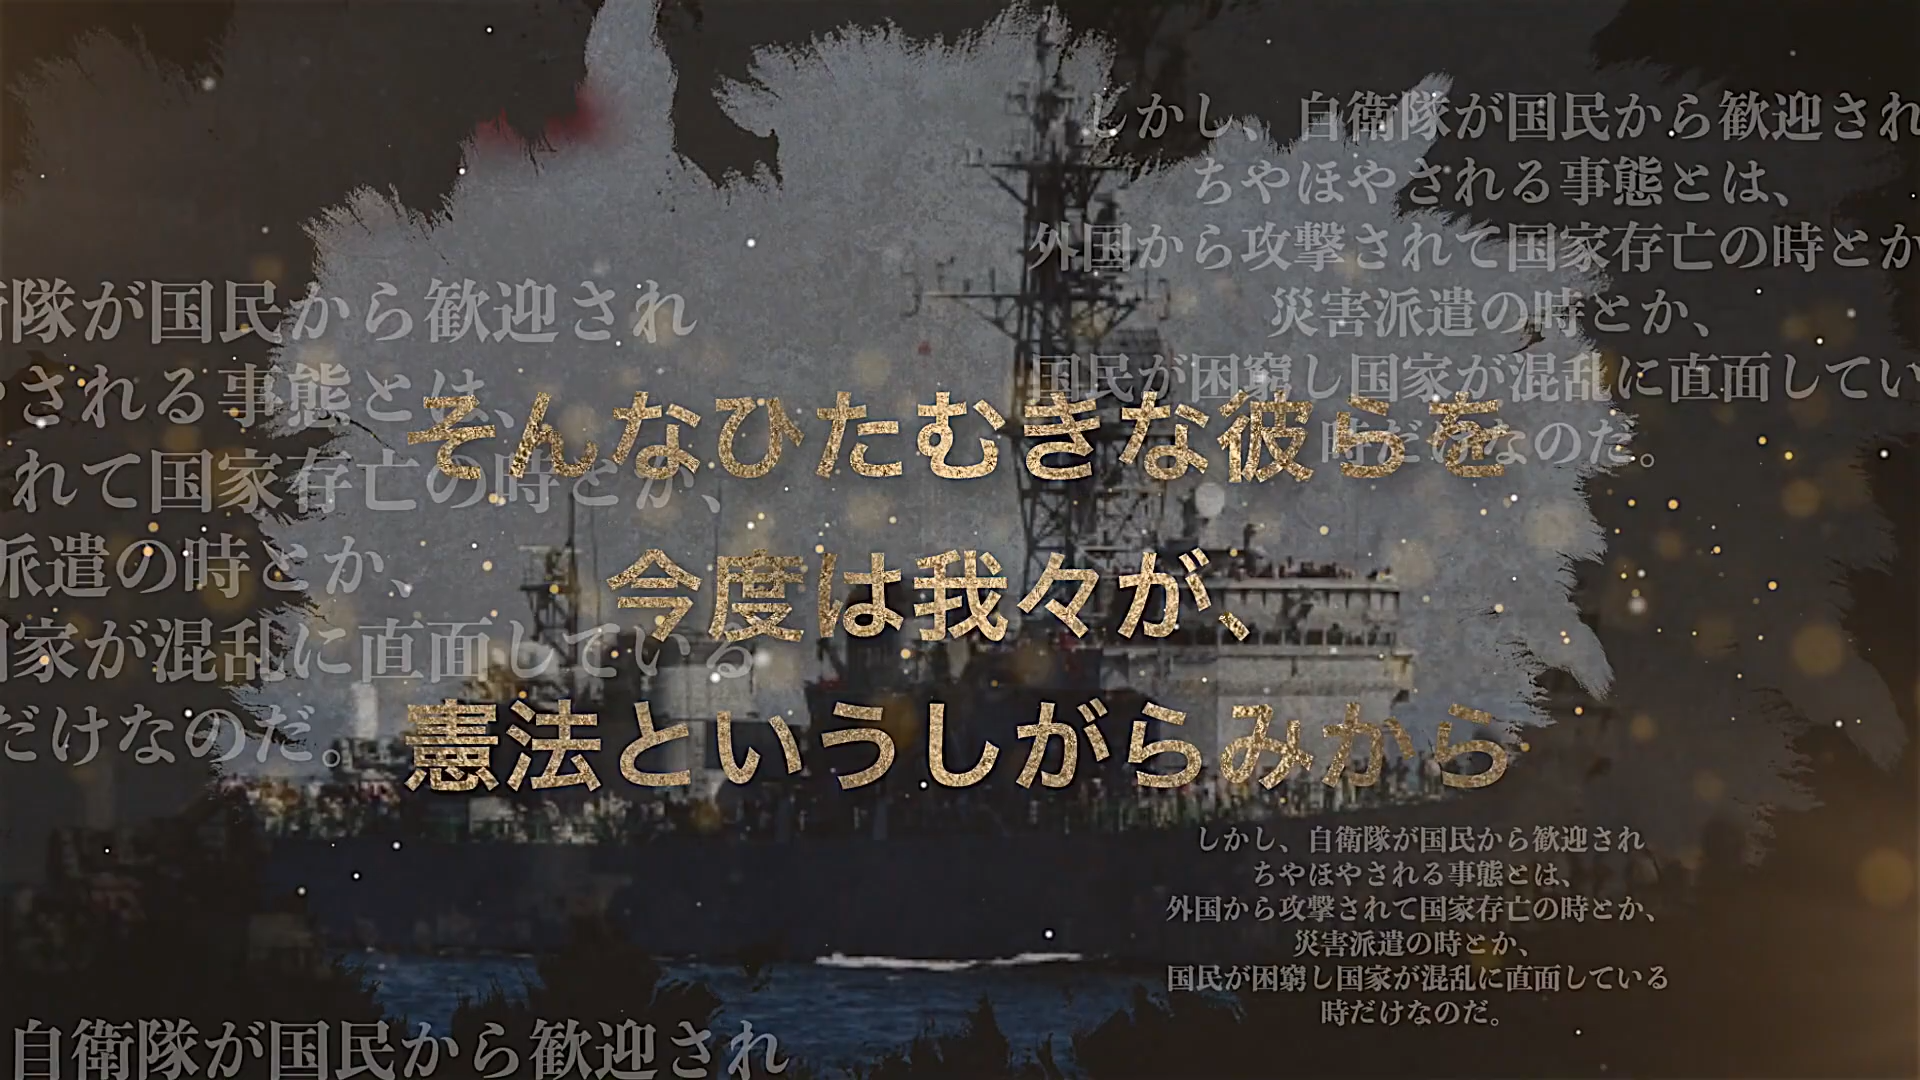 しかし、自衛隊が国民から歓迎され
ちやほやされる事態とは、
外国から攻撃されて国家存亡の時とか
災害派遣の時とか、
国民が困窮し国家が混乱に直面してい
時だけなのだ。
隊が国民から歓迎され
される事態とは、
れて国家存亡の時とか、
派遣の時とか、
家が混乱に直面している
だけなのだ。
そんなひたむきな彼らを
今度は我々が、
憲法というしがらみから
しかし、自衛隊が国民から歓迎され
ちやほやされる事態とは、
外国から攻撃されて国家存亡の時とか、
災害派遣の時とか、
国民が困窮し国家が混乱に直面している
時だけなのだ。
自衛隊が国民から歓迎され